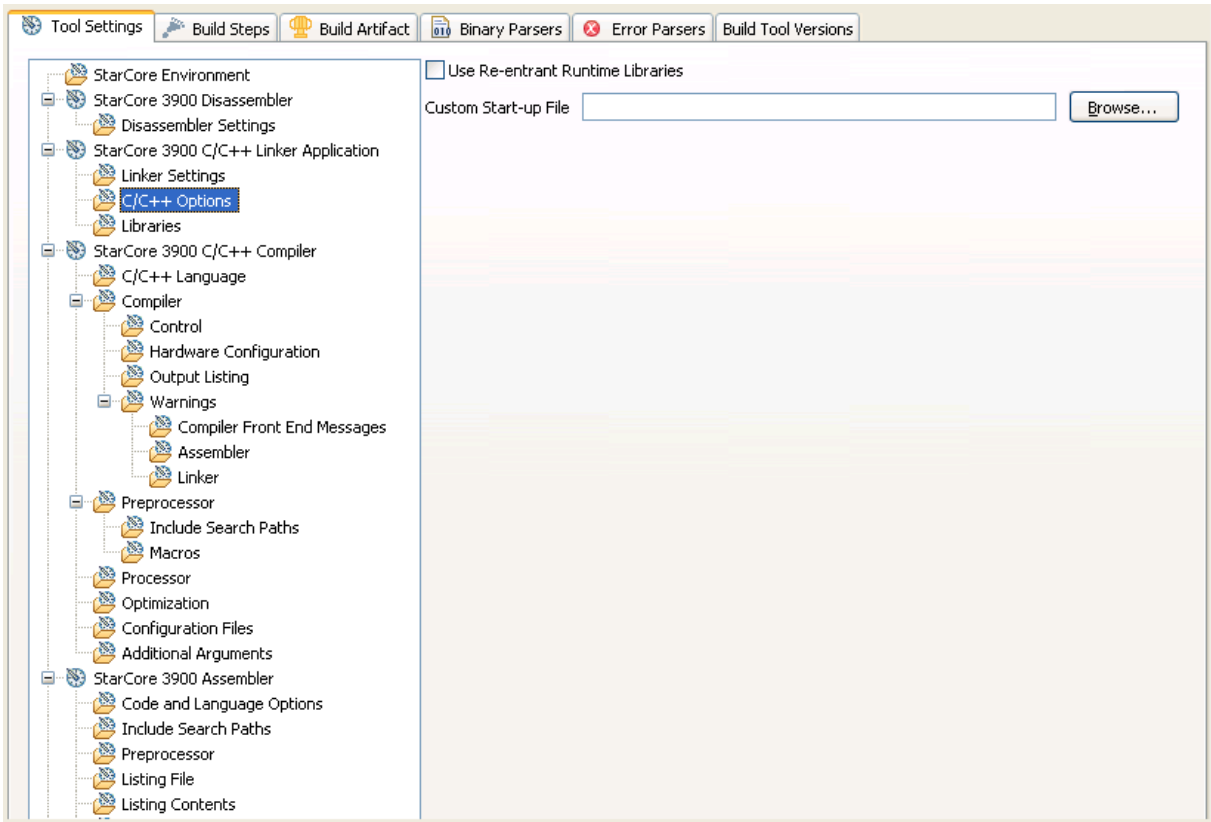 Tool Settings Build Steps Build Artifact Binary Parsers Error Parsers Build Tool Versions
StarCore Environment
StarCore 3900 Disassembler
Disassembler Settings
StarCore 3900 C/C++ Linker Application
Linker Settings
C/C++ Options
Libraries
StarCore 3900 C/C++ Compiler
C/C++ Language
Compiler
Control
Hardware Configuration
Output Listing
Warnings
Compiler Front End Messages
Assembler
Linker
Preprocessor
Include Search Paths
Macros
Processor
Optimization
Configuration Files
Additional Arguments
StarCore 3900 Assembler
Code and Language Options
Include Search Paths
Preprocessor
Listing File
Listing Contents
Use Re-entrant Runtime Libraries
Custom Start-up File Browse...